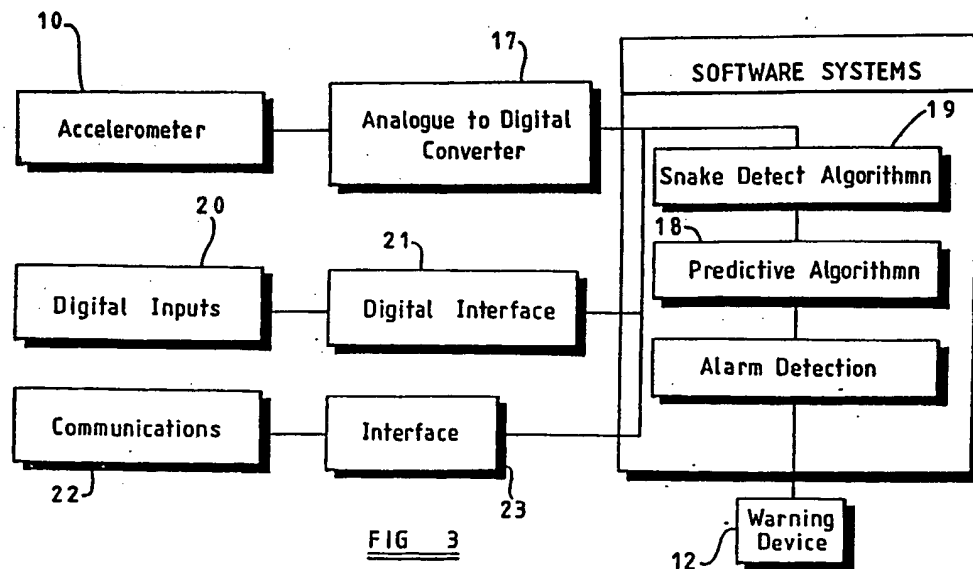 10
17
SOFTWARE SYSTEMS
Accelerometer
Analogue to Digital
Converter
19
Snake Detect Algorithmn
20
21
18
Predictive Algorithmn
Digital Inputs
Digital Interface
Alarm Detection
Communications
Interface
22
23
Warning
Device
12
FIG 3